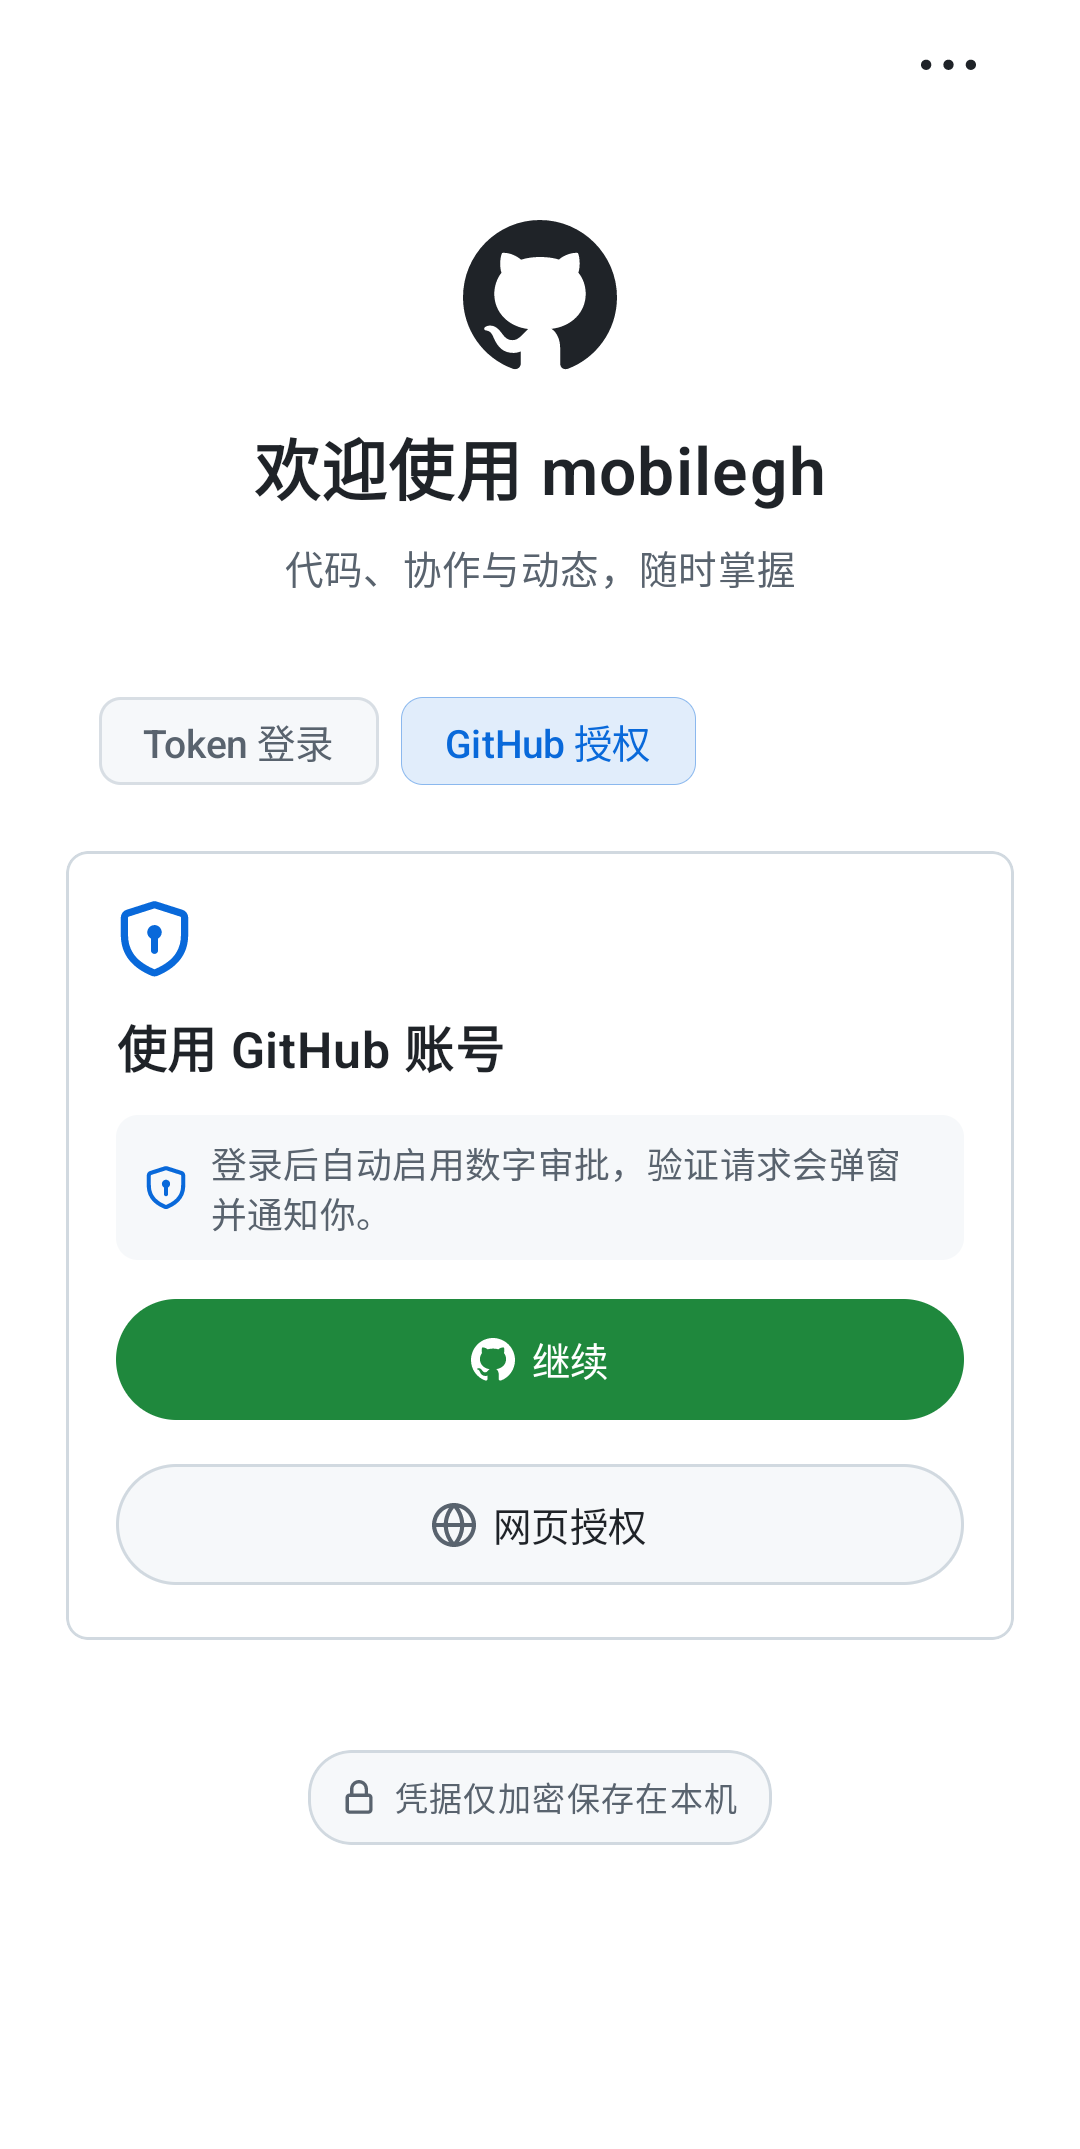 欢迎使用 mobilegh
代码、协作与动态，随时掌握
Token 登录
GitHub 授权
使用 GitHub 账号
登录后自动启用数字审批，验证请求会弹窗
并通知你。
继续
网页授权
凭据仅加密保存在本机